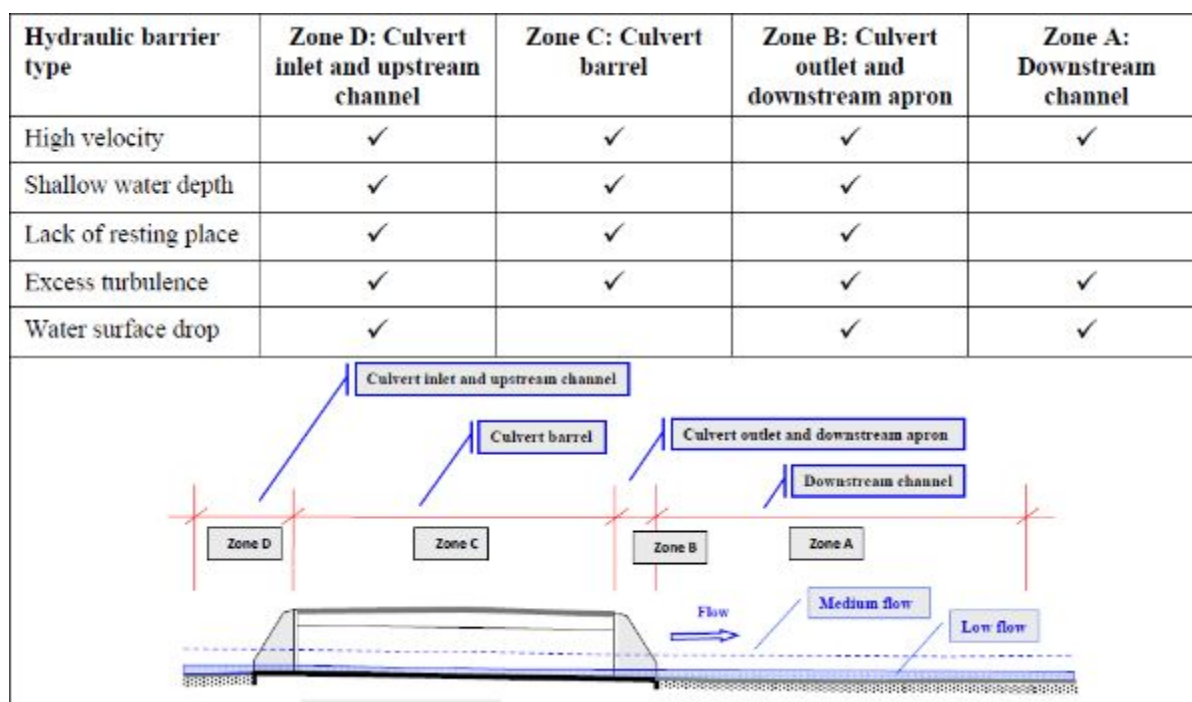 Hydraulic barrier type | Zone D: Culvert inlet and upstream channel | Zone C: Culvert barrel | Zone B: Culvert outlet and downstream apron | Zone A: Downstream channel
High velocity ✓ ✓ ✓ ✓
Shallow water depth ✓ ✓ ✓
Lack of resting place ✓ ✓ ✓
Excess turbulence ✓ ✓ ✓ ✓
Water surface drop ✓ ✓ ✓
Culvert inlet and upstream channel
Culvert barrel
Culvert outlet and downstream apron
Downstream channel
Zone D
Zone C
Zone B
Zone A
Flow
Medium flow
Low flow